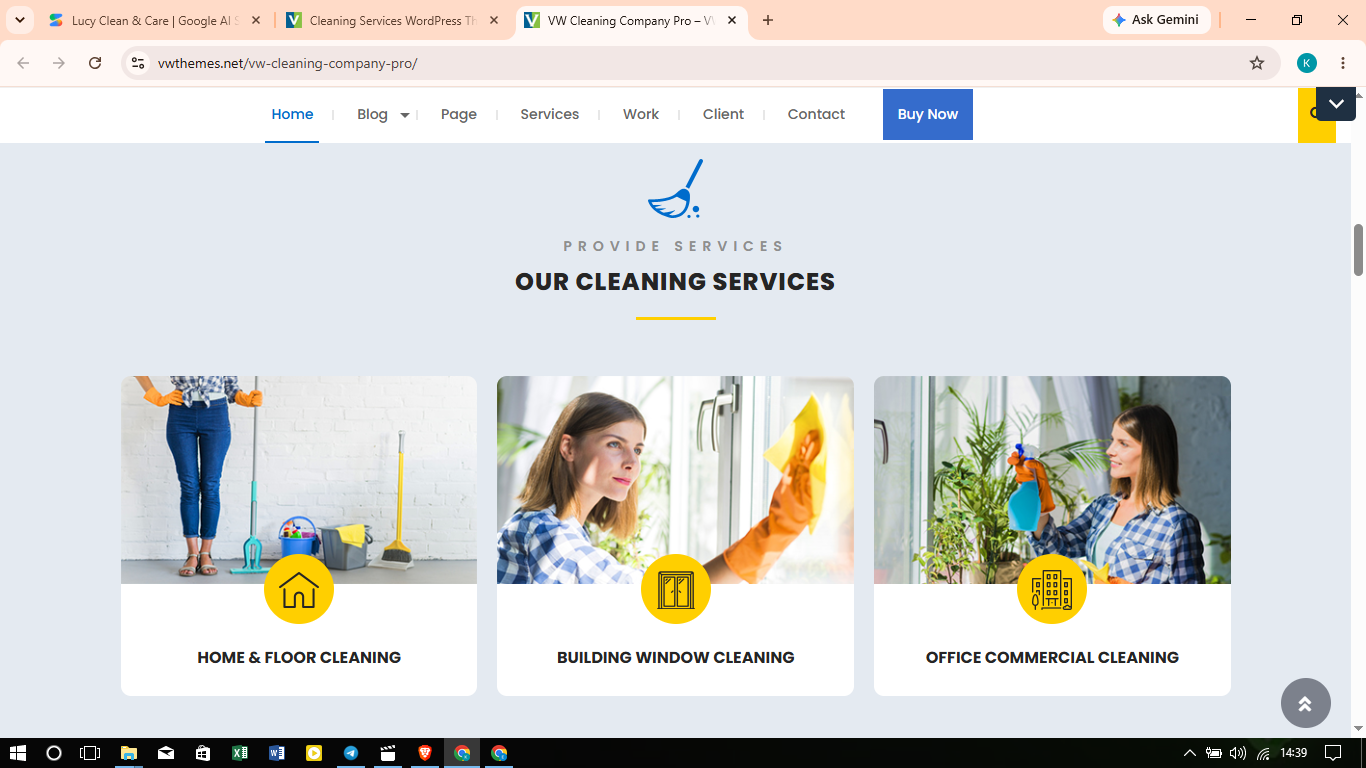 Lucy Clean & Care | Google AI S
Cleaning Services WordPress Th
VW Cleaning Company Pro – V
Ask Gemini
vwthemes.net/vw-cleaning-company-pro/
K
Home
Blog
Page
Services
Work
Client
Contact
Buy Now
PROVIDE SERVICES
OUR CLEANING SERVICES
HOME & FLOOR CLEANING
BUILDING WINDOW CLEANING
OFFICE COMMERCIAL CLEANING
14:39